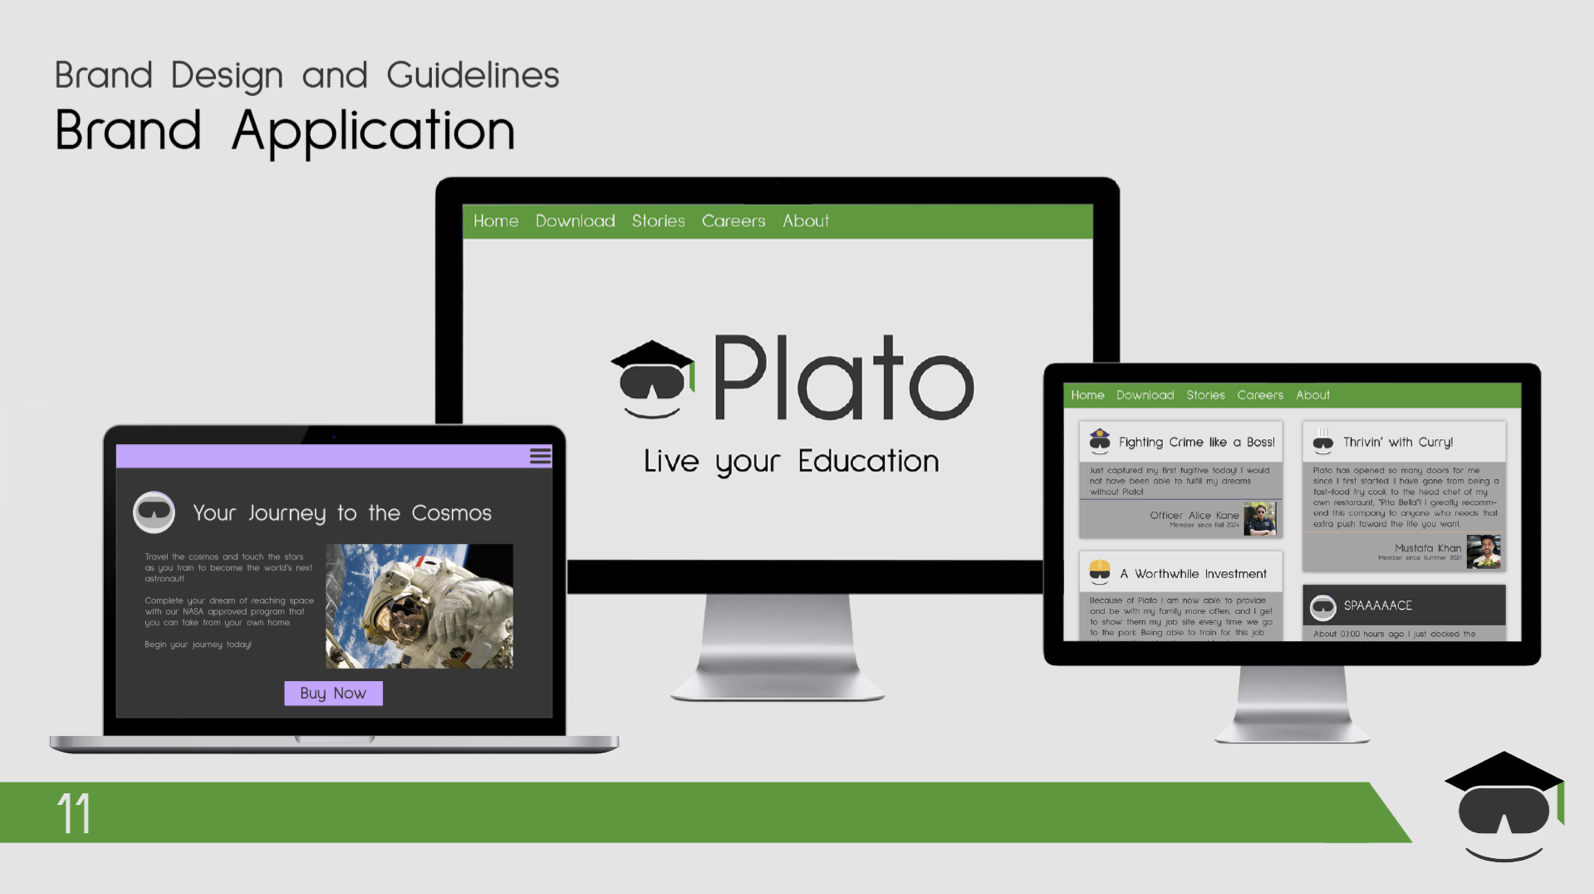 Brand Design and Guidelines
Brand Application
Home Download Stories Careers About
Plato
Live your Education
Your Journey to the Cosmos
Travel the cosmos and touch the stars
as you train to become the world's next
astronaut!
Complete your dream of reaching space
with our NASA approved program that
you can take from your own home.
Begin your journey today!
Buy Now
Home Download Stories Careers About
Fighting Crime like a Boss!
Just captured my first fugitive today! I would
not have been able to fulfill my dreams
without Plato!
Officer Alice Kane
Member since Fall 2024
A Worthwhile Investment
Because of Plato I am now able to provide
and be with my family more often, and I get
to show them my job site every time we go
to the park. Being able to train for this job
Thrivin' with Curry!
Plato has opened so many doors for me
since I first started. I have gone from being a
fast-food fry cook to the head chef of my
own restaraunt, "Pita Bella"! I greatly recomm-
end this company to anyone who needs that
extra push toward the life you want.
Mustafa Khan
Member since Summer 2021
SPAAAAACE
About 03:00 hours ago I just docked the
11